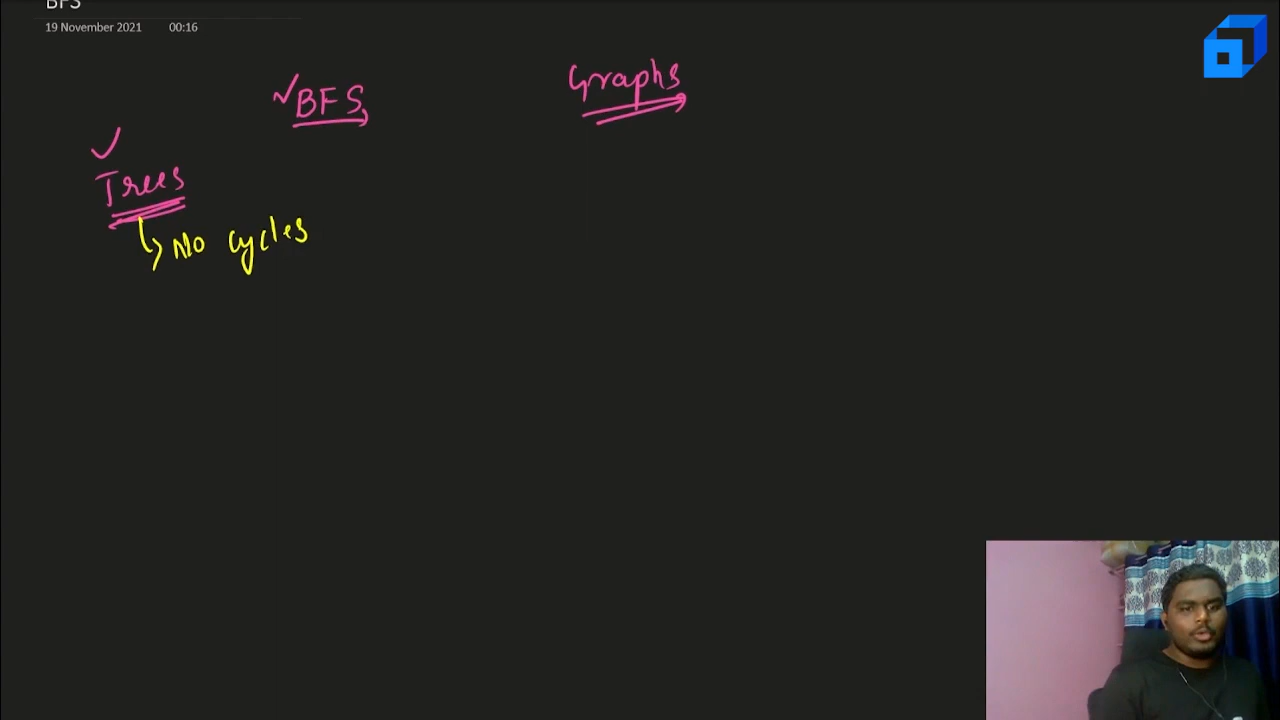 BFS
19 November 2021 00:16
BFS
Graphs
Trees
No cycles